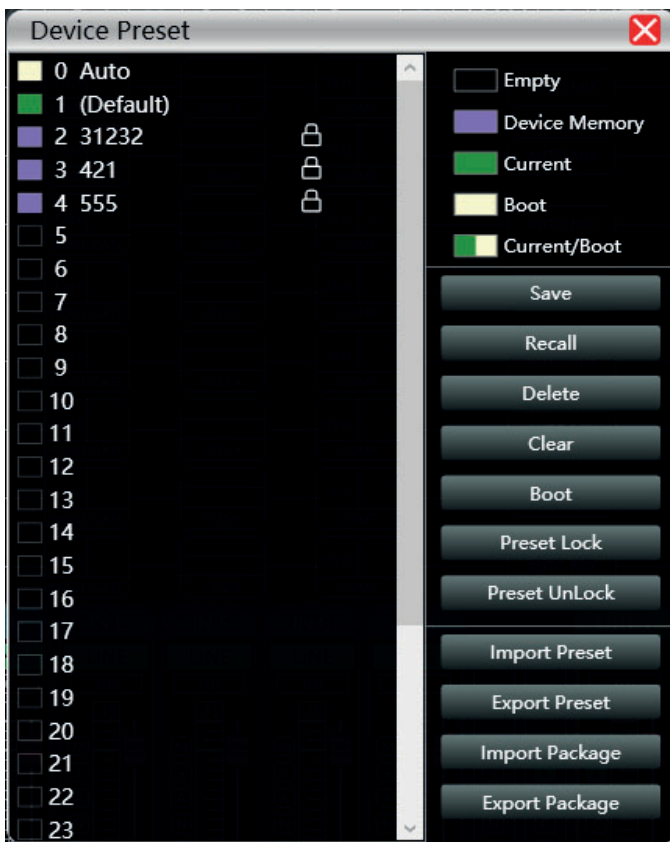 Device Preset
0 Auto
1 (Default)
2 31232
3 421
4 555
5
6
7
8
9
10
11
12
13
14
15
16
17
18
19
20
21
22
23
Empty
Device Memory
Current
Boot
Current/Boot
Save
Recall
Delete
Clear
Boot
Preset Lock
Preset UnLock
Import Preset
Export Preset
Import Package
Export Package